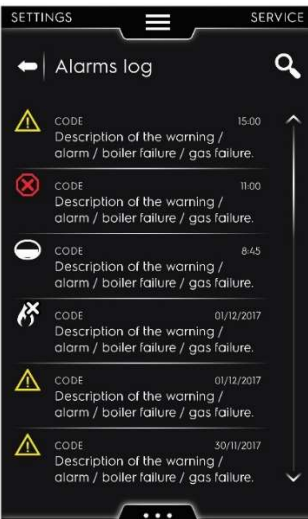 SETTINGS SERVICE
Alarms log
CODE 15:00
Description of the warning /
alarm / boiler failure / gas failure.
CODE 11:00
Description of the warning /
alarm / boiler failure / gas failure.
CODE 8:45
Description of the warning /
alarm / boiler failure / gas failure.
CODE 01/12/2017
Description of the warning /
alarm / boiler failure / gas failure.
CODE 01/12/2017
Description of the warning /
alarm / boiler failure / gas failure.
CODE 30/11/2017
Description of the warning /
alarm / boiler failure / gas failure.